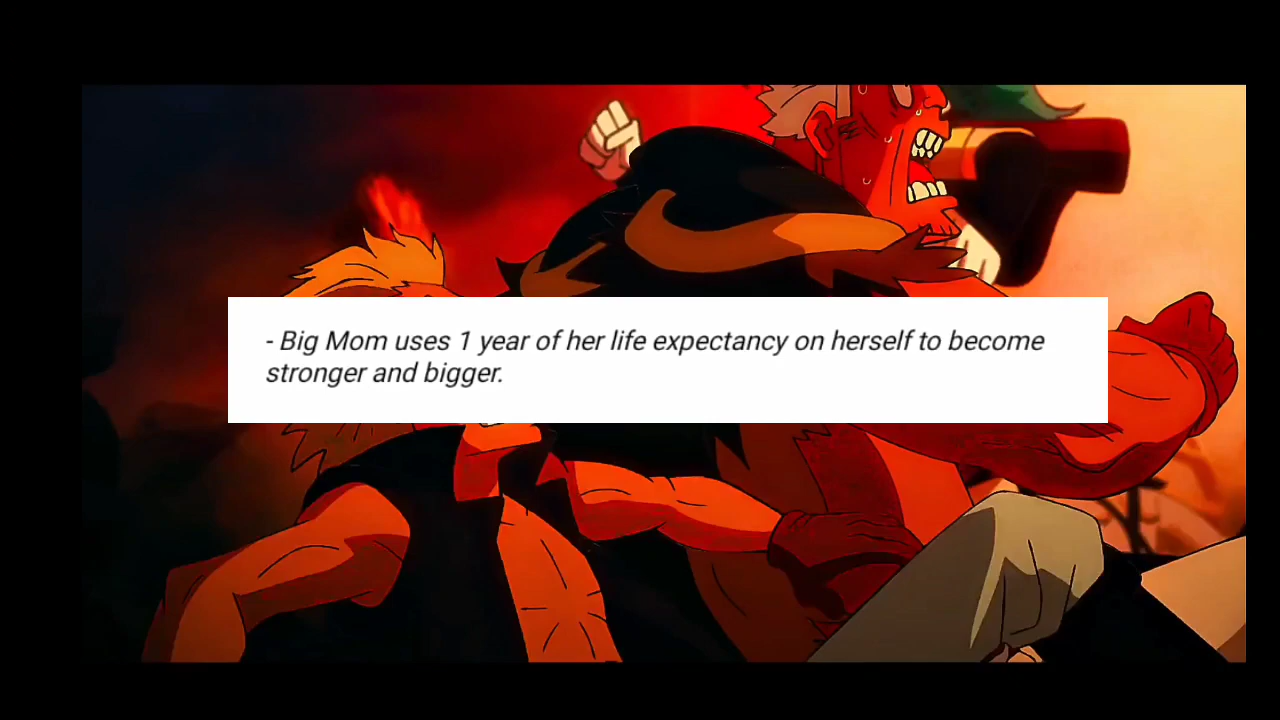 - Big Mom uses 1 year of her life expectancy on herself to become
stronger and bigger.